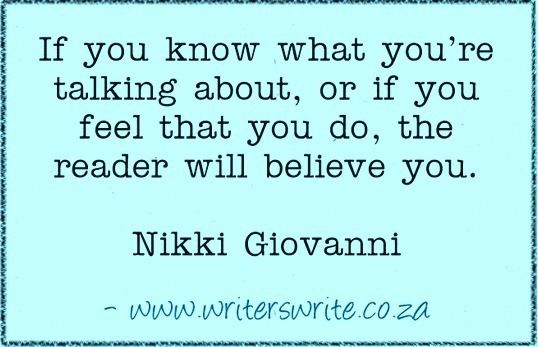 If you know what you're
talking about, or if you
feel that you do, the
reader will believe you.
Nikki Giovanni
- www.writerswrite.co.za